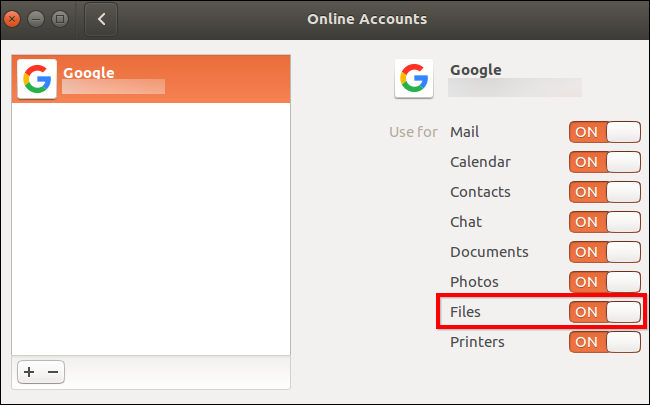 Online Accounts
Google
Google
Use for Mail ON
Calendar ON
Contacts ON
Chat ON
Documents ON
Photos ON
Files ON
Printers ON